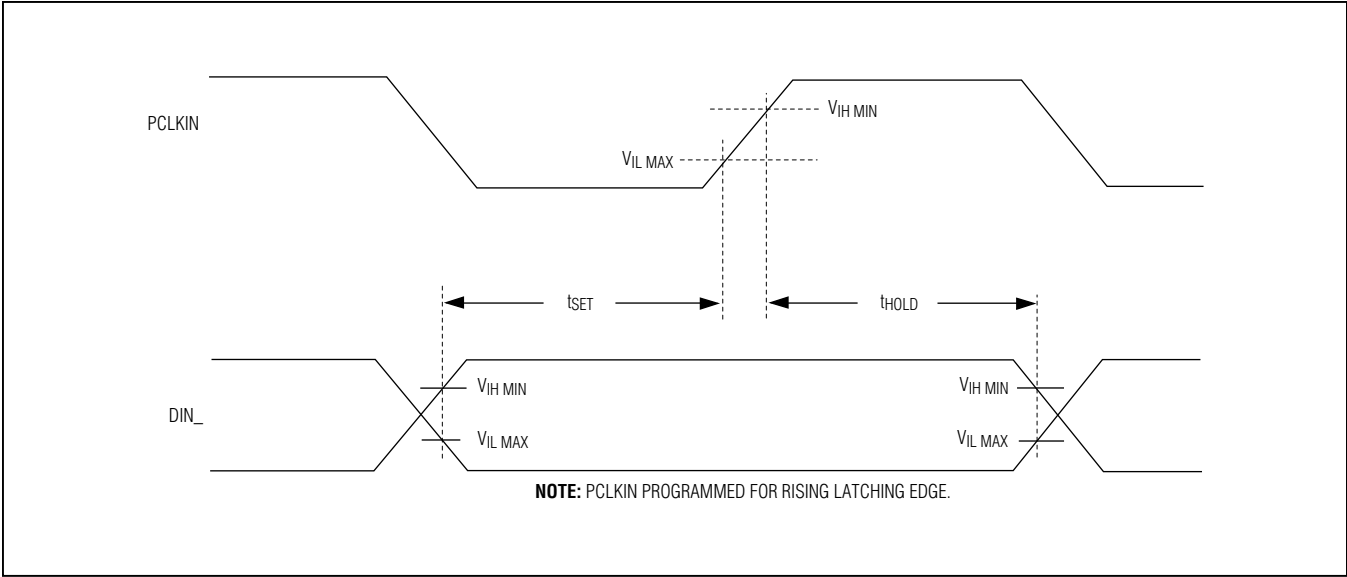 PCLKIN
VIH MIN
VIL MAX
tSET
tHOLD
DIN_
VIH MIN
VIH MIN
VIL MAX
VIL MAX
NOTE: PCLKIN PROGRAMMED FOR RISING LATCHING EDGE.